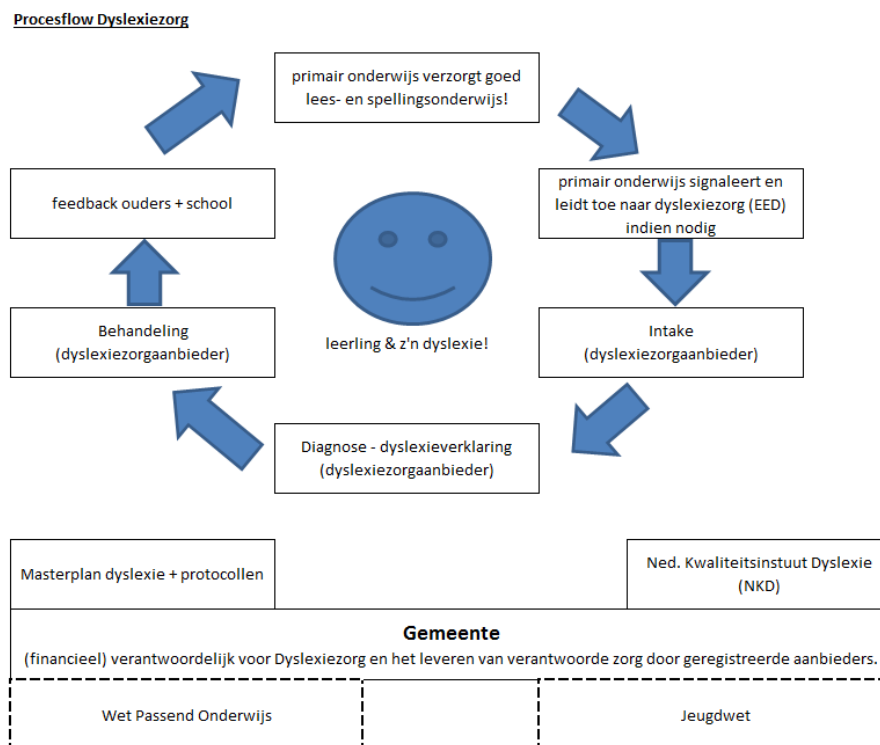 Procesflow Dyslexiezorg
primair onderwijs verzorgt goed
lees- en spellingsonderwijs!
primair onderwijs signaleert en
leidt toe naar dyslexiezorg (EED)
indien nodig
Intake
(dyslexiezorgaanbieder)
Diagnose - dyslexieverklaring
(dyslexiezorgaanbieder)
Behandeling
(dyslexiezorgaanbieder)
feedback ouders + school
leerling & z'n dyslexie!
Masterplan dyslexie + protocollen
Ned. Kwaliteitsinstuut Dyslexie
(NKD)
Gemeente
(financieel) verantwoordelijk voor Dyslexiezorg en het leveren van verantwoorde zorg door geregistreerde aanbieders.
Wet Passend Onderwijs
Jeugdwet